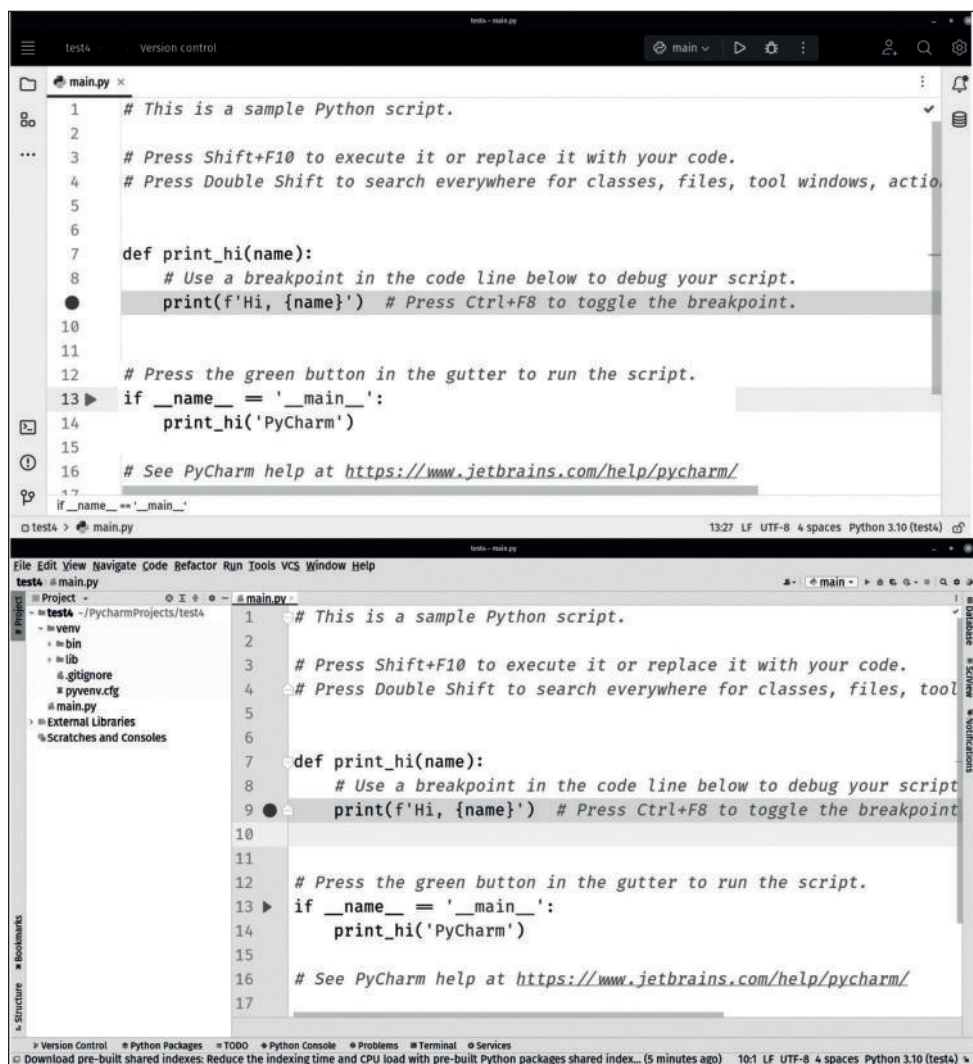 test4 – main.py
test4
Version control
main
main.py ×
1 # This is a sample Python script.
2
3 # Press Shift+F10 to execute it or replace it with your code.
4 # Press Double Shift to search everywhere for classes, files, tool windows, actio
5
6
7 def print_hi(name):
8 # Use a breakpoint in the code line below to debug your script.
print(f'Hi, {name}') # Press Ctrl+F8 to toggle the breakpoint.
10
11
12 # Press the green button in the gutter to run the script.
13 if __name__ == '__main__':
14 print_hi('PyCharm')
15
16 # See PyCharm help at https://www.jetbrains.com/help/pycharm/
17
if __name__ == '__main__'
test4 > main.py
13:27 LF UTF-8 4 spaces Python 3.10 (test4)
test4 – main.py
File Edit View Navigate Code Refactor Run Tools VCS Window Help
test4 main.py
main
Project
Project
test4 ~/PycharmProjects/test4
venv
bin
lib
.gitignore
pyvenv.cfg
main.py
External Libraries
Scratches and Consoles
Bookmarks
Structure
main.py
1 # This is a sample Python script.
2
3 # Press Shift+F10 to execute it or replace it with your code.
4 # Press Double Shift to search everywhere for classes, files, tool
5
6
7 def print_hi(name):
8 # Use a breakpoint in the code line below to debug your script
9 print(f'Hi, {name}') # Press Ctrl+F8 to toggle the breakpoint
10
11
12 # Press the green button in the gutter to run the script.
13 if __name__ == '__main__':
14 print_hi('PyCharm')
15
16 # See PyCharm help at https://www.jetbrains.com/help/pycharm/
17
Database
SciView
Notifications
Version Control Python Packages TODO Python Console Problems Terminal Services
Download pre-built shared indexes: Reduce the indexing time and CPU load with pre-built Python packages shared index... (5 minutes ago) 10:1 LF UTF-8 4 spaces Python 3.10 (test4)